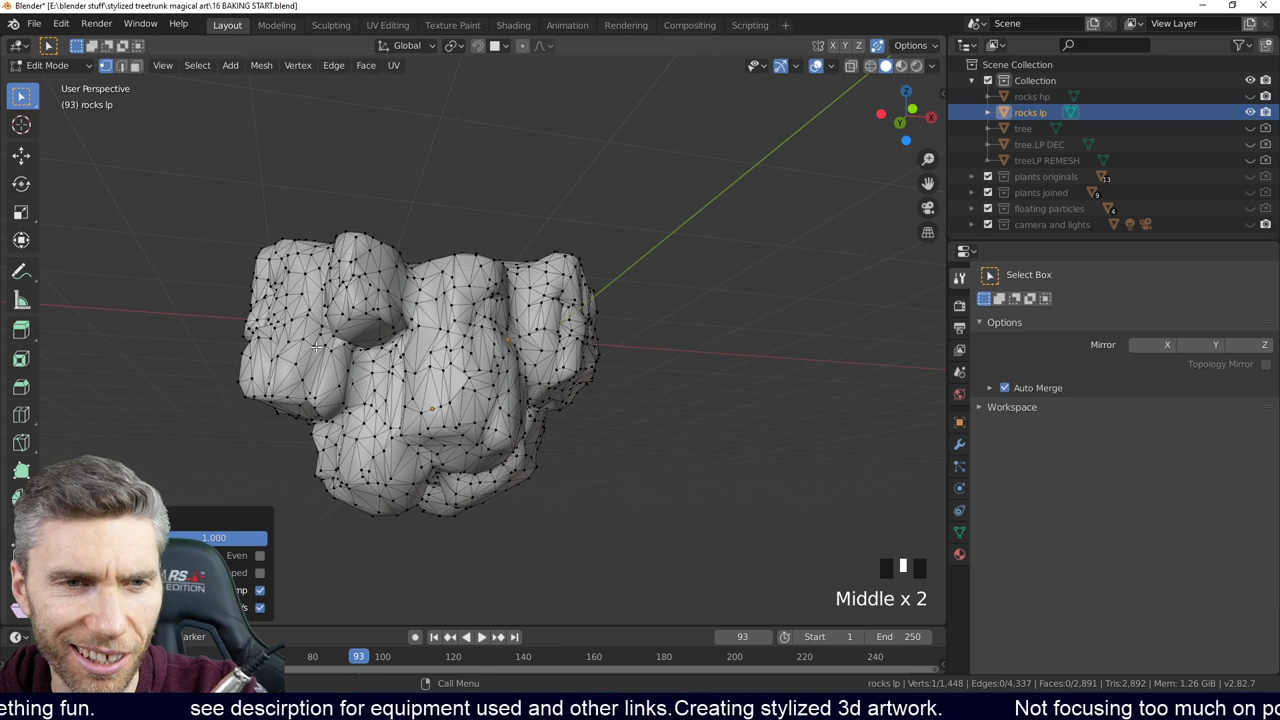 Blender* [E:\blender stuff\stylized treetrunk magical art\16 BAKING START.blend]
File Edit Render Window Help Layout Modeling Sculpting UV Editing Texture Paint Shading Animation Rendering Compositing Scripting + Scene View Layer
Global X Y Z Options
Edit Mode View Select Add Mesh Vertex Edge Face UV
User Perspective
(93) rocks lp
Z
X
Y
Scene Collection
Collection
rocks hp
rocks lp
tree
tree.LP DEC
treeLP REMESH
plants originals 13
plants joined 9
floating particles 4
camera and lights
Select Box
Options
Mirror X Y Z
Topology Mirror
Auto Merge
Workspace
1.000
Even
RS
EDITION
Middle x 2
93 Start 1 End 250
80 93 100 120 140 160 180 200 220 240
Call Menu
rocks lp | Verts:1/1,448 | Edges:0/4,337 | Faces:0/2,891 | Tris:2,892 | Mem: 1.26 GiB | v2.82.7
ething fun. see descirption for equipment used and other links.Creating stylized 3d artwork. Not focusing too much on po